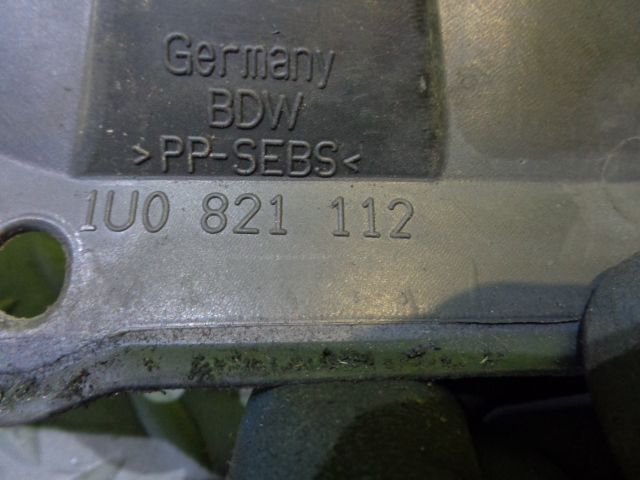 Germany
BDW
>PP-SEBS<
1U0 821 112